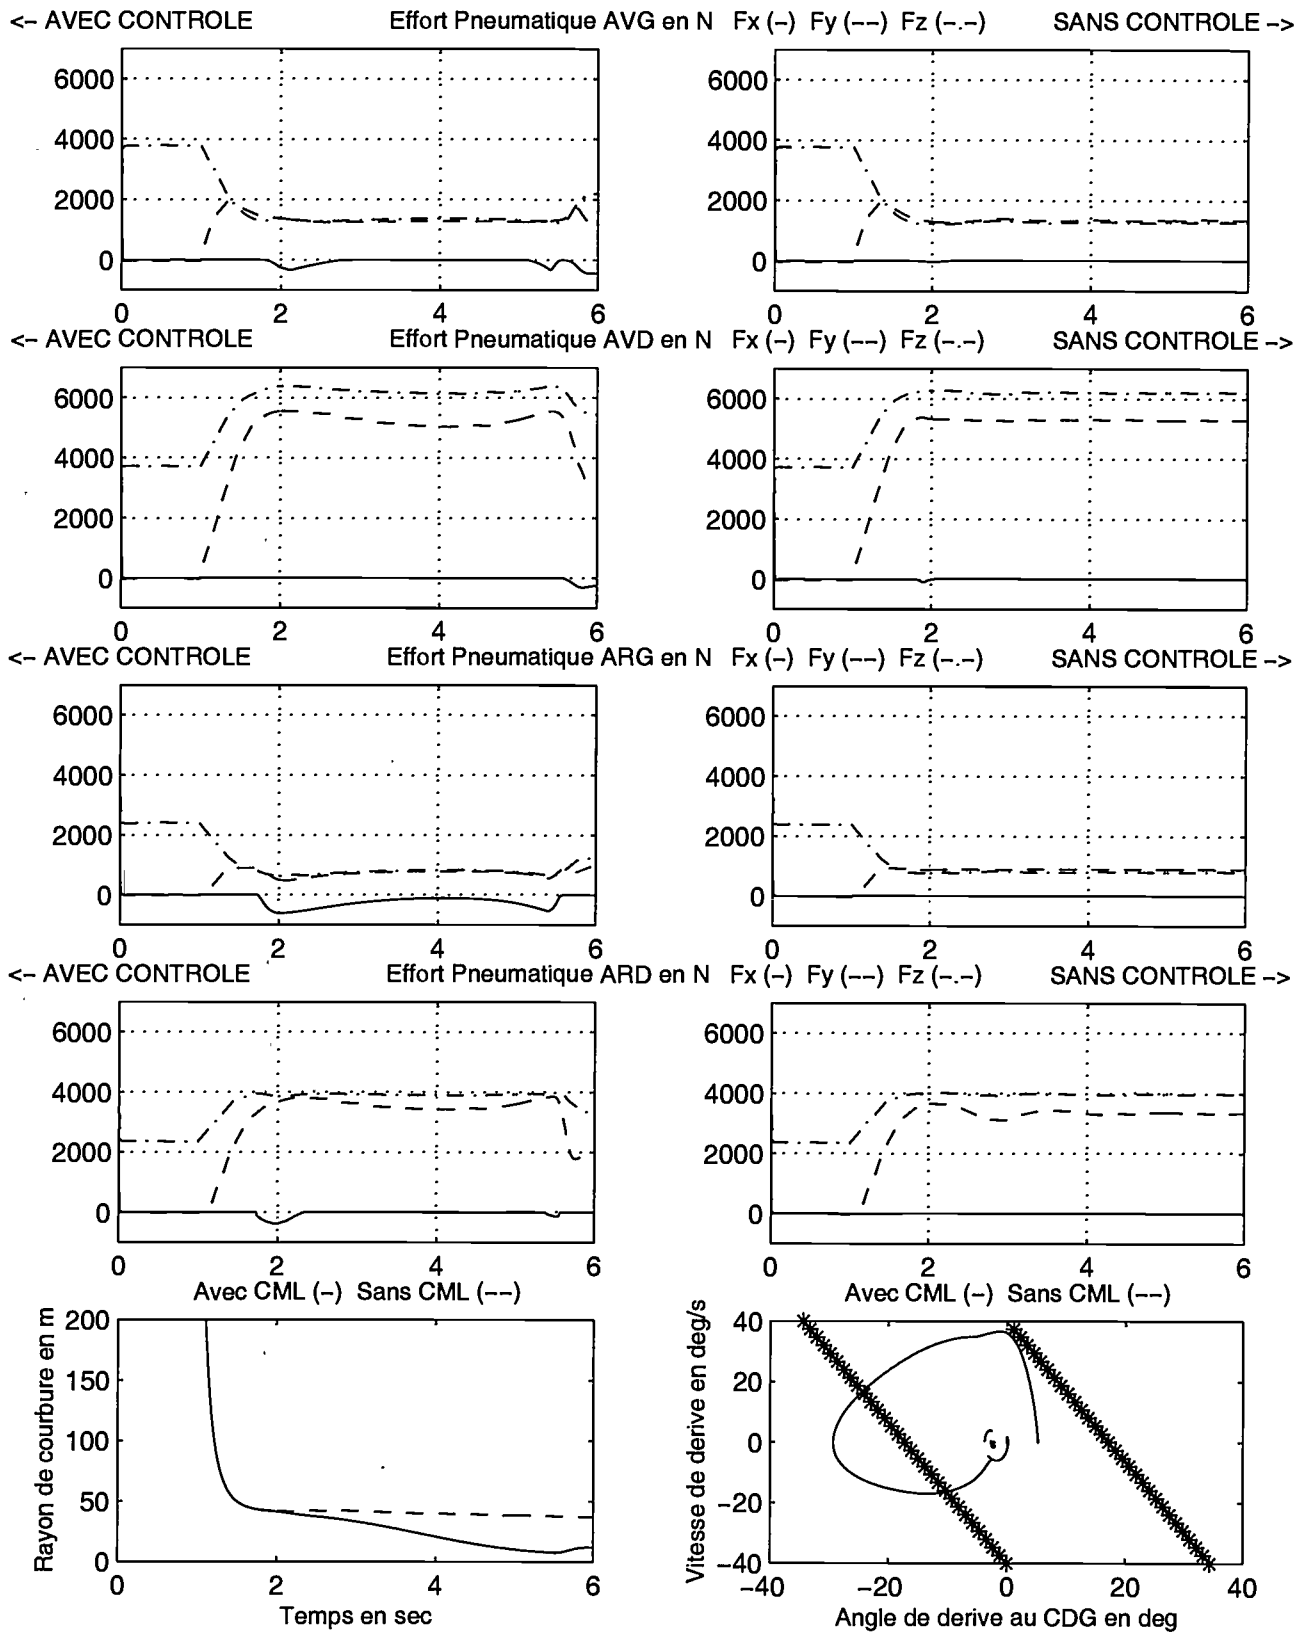 <- AVEC CONTROLE Effort Pneumatique AVG en N Fx (-) Fy (--) Fz (-.-) SANS CONTROLE ->
6000 6000
4000 4000
2000 2000
0 0
0 2 4 6 0 2 4 6
<- AVEC CONTROLE Effort Pneumatique AVD en N Fx (-) Fy (--) Fz (-.-) SANS CONTROLE ->
6000 6000
4000 4000
2000 2000
0 0
0 2 4 6 0 2 4 6
<- AVEC CONTROLE Effort Pneumatique ARG en N Fx (-) Fy (--) Fz (-.-) SANS CONTROLE ->
6000 6000
4000 4000
2000 2000
0 0
0 2 4 6 0 2 4 6
<- AVEC CONTROLE Effort Pneumatique ARD en N Fx (-) Fy (--) Fz (-.-) SANS CONTROLE ->
6000 6000
4000 4000
2000 2000
0 0
0 2 4 6 0 2 4 6
Avec CML (-) Sans CML (--)
Rayon de courbure en m
200
150
100
50
0
0 2 4 6
Temps en sec
Avec CML (-) Sans CML (--)
Vitesse de derive en deg/s
40
20
0
-20
-40
-40 -20 0 20 40
Angle de derive au CDG en deg